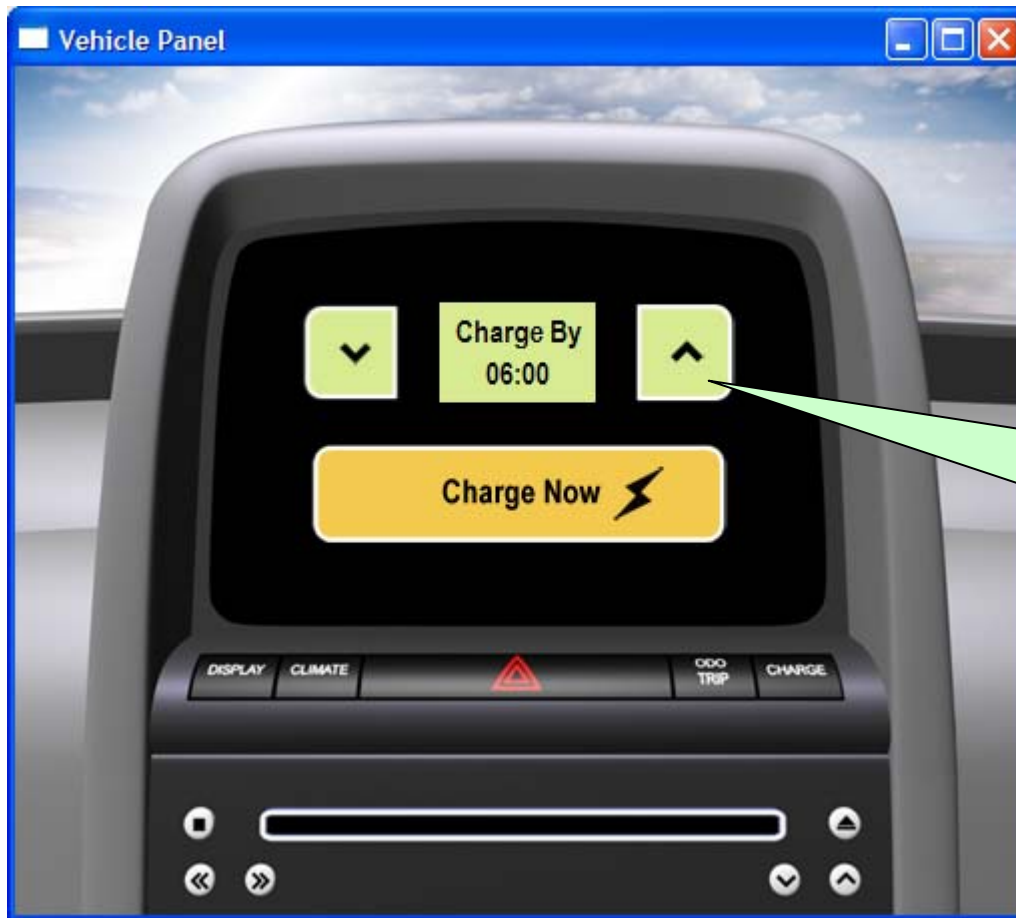 Vehicle Panel
Charge By
06:00
Charge Now
DISPLAY
CLIMATE
ODO
TRIP
CHARGE